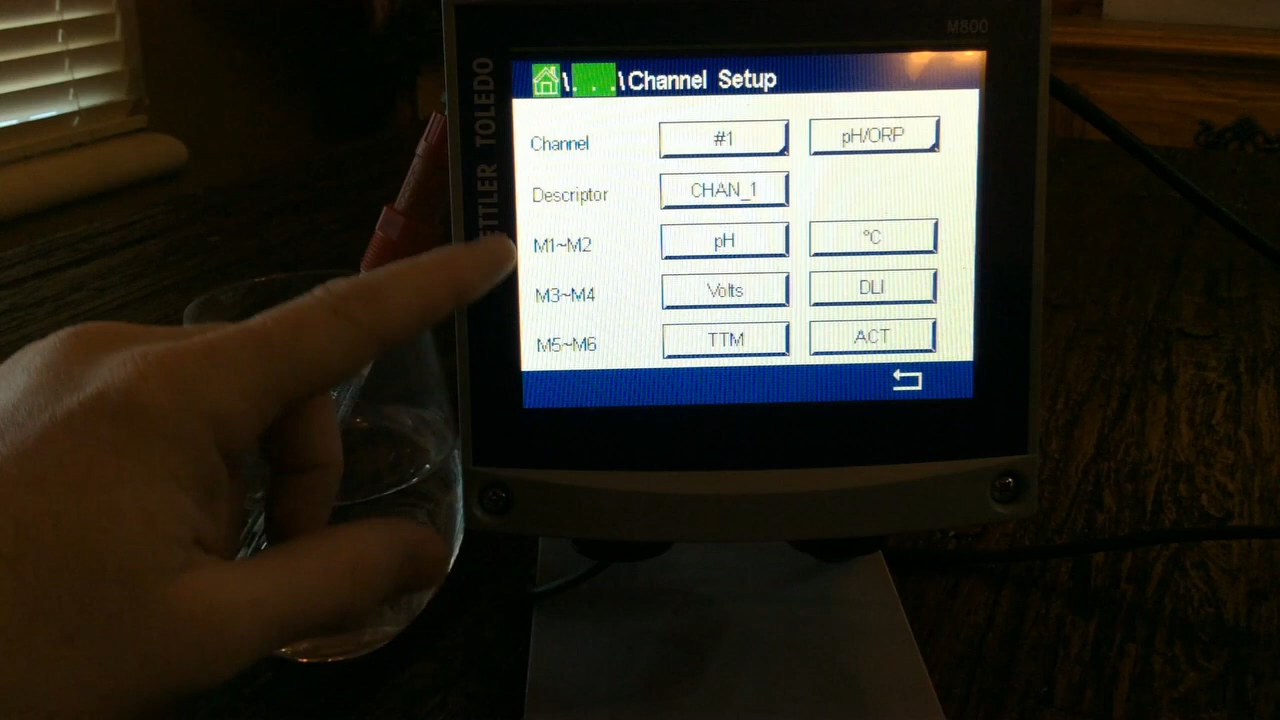 M800
ETTLER TOLEDO
\. . .\Channel Setup
Channel #1 pH/ORP
Descriptor CHAN_1
M1~M2 pH °C
M3~M4 Volts DLI
M5~M6 TTM ACT